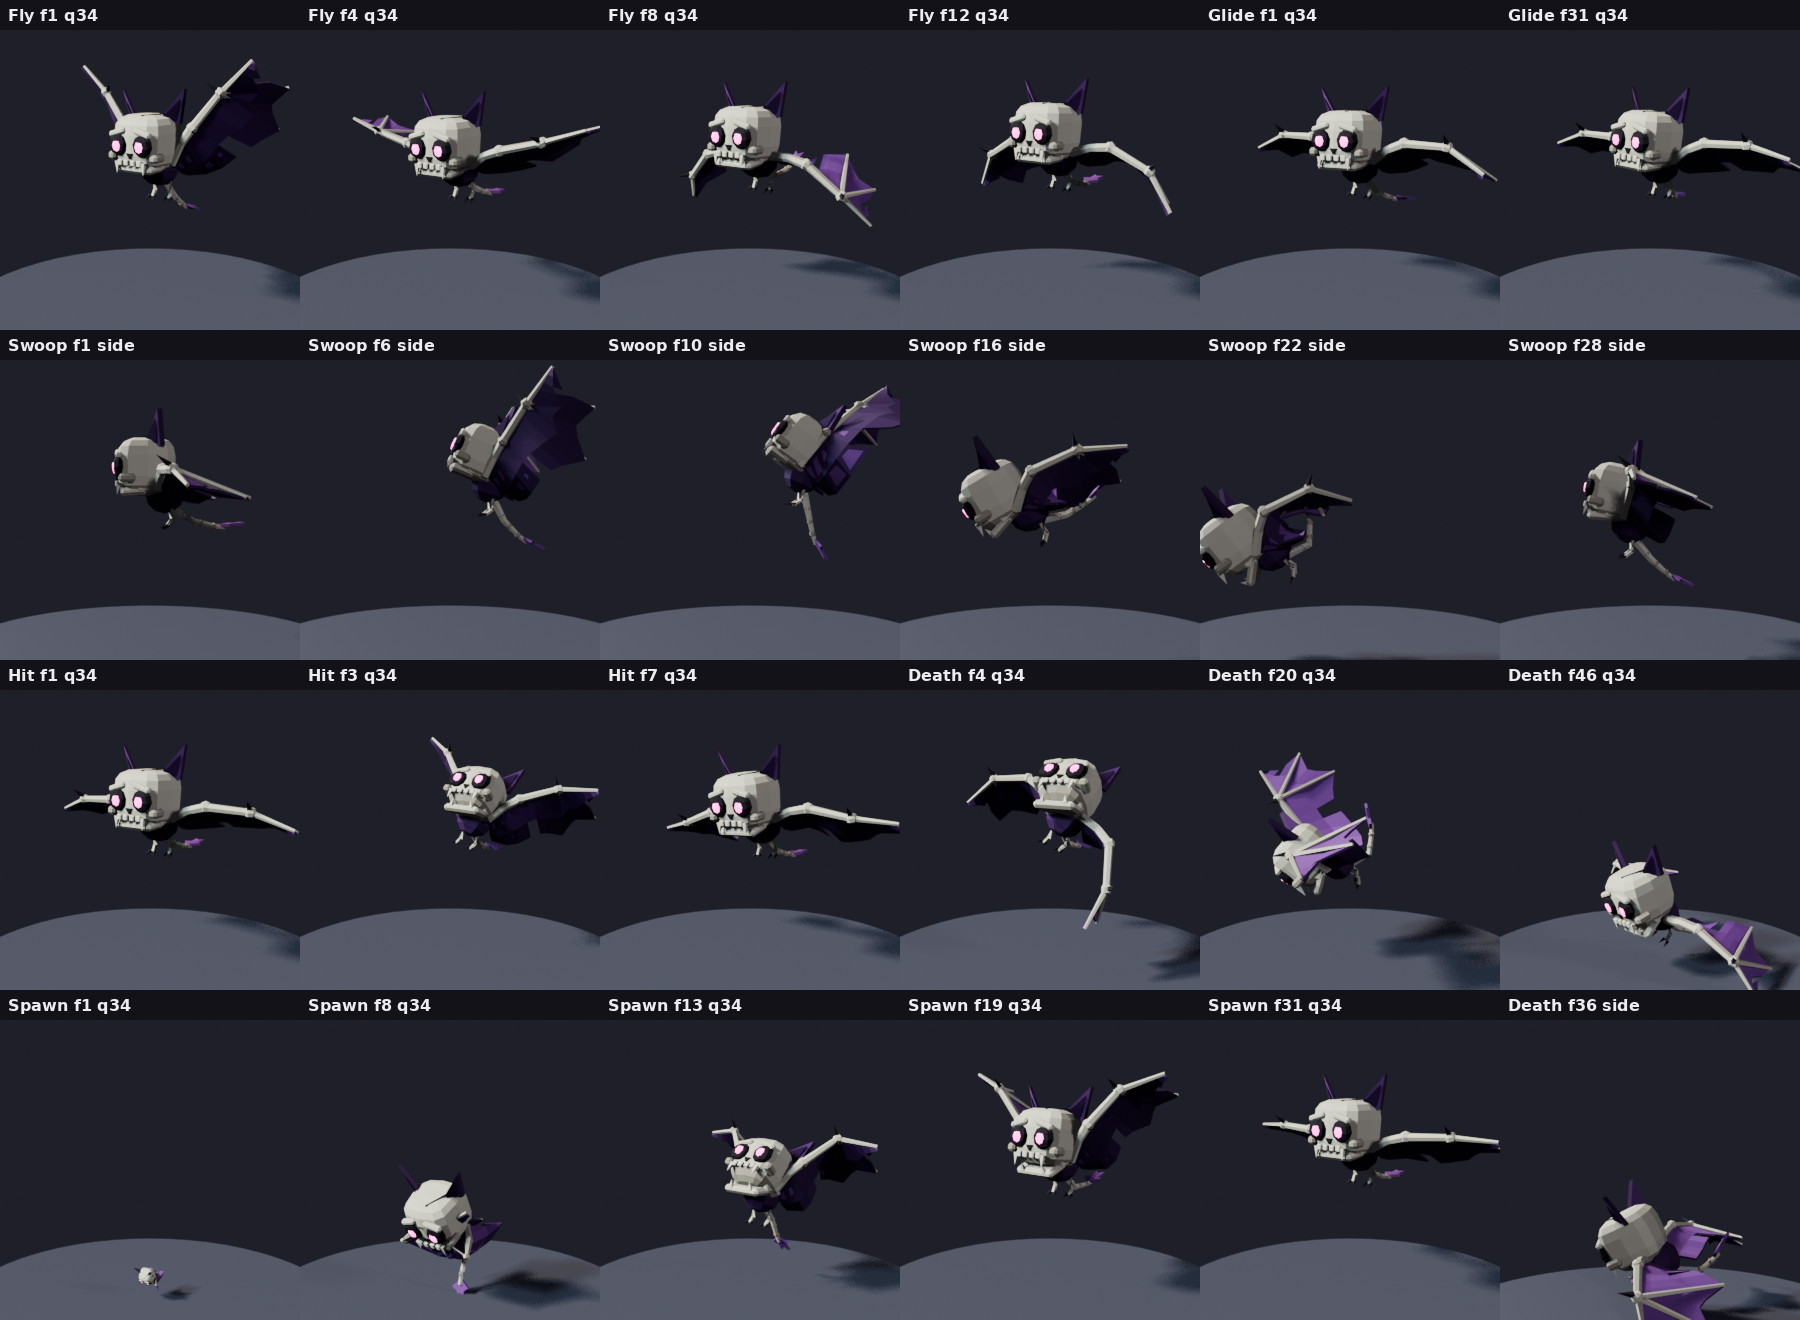 Fly f1 q34
Fly f4 q34
Fly f8 q34
Fly f12 q34
Glide f1 q34
Glide f31 q34
Swoop f1 side
Swoop f6 side
Swoop f10 side
Swoop f16 side
Swoop f22 side
Swoop f28 side
Hit f1 q34
Hit f3 q34
Hit f7 q34
Death f4 q34
Death f20 q34
Death f46 q34
Spawn f1 q34
Spawn f8 q34
Spawn f13 q34
Spawn f19 q34
Spawn f31 q34
Death f36 side